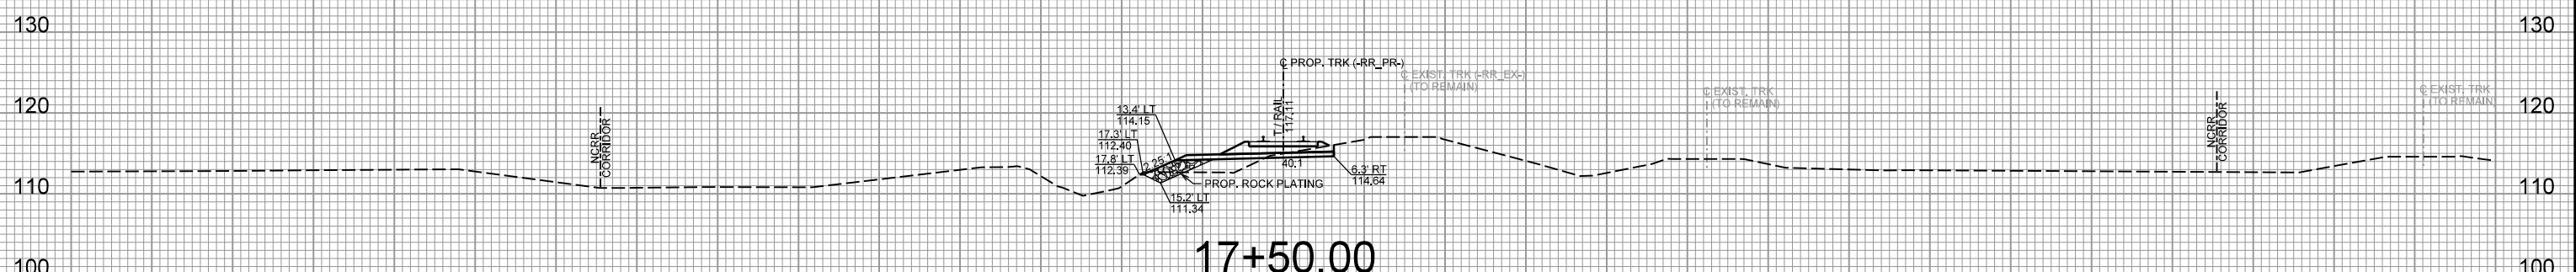 130
130
℄ PROP. TRK (-RR_PR-)
℄ EXIST. TRK (-RR_EX-)
(TO REMAIN)
℄ EXIST. TRK
(TO REMAIN)
℄ EXIST. TRK
(TO REMAIN)
120
120
T / RAIL
117.11
13.4' LT
114.15
NCRR
CORRIDOR
NCRR
CORRIDOR
17.3' LT
112.40
17.8' LT
112.39
40:1
6.3' RT
114.64
110
110
PROP. ROCK PLATING
15.2' LT
111.34
17+50.00
100
100